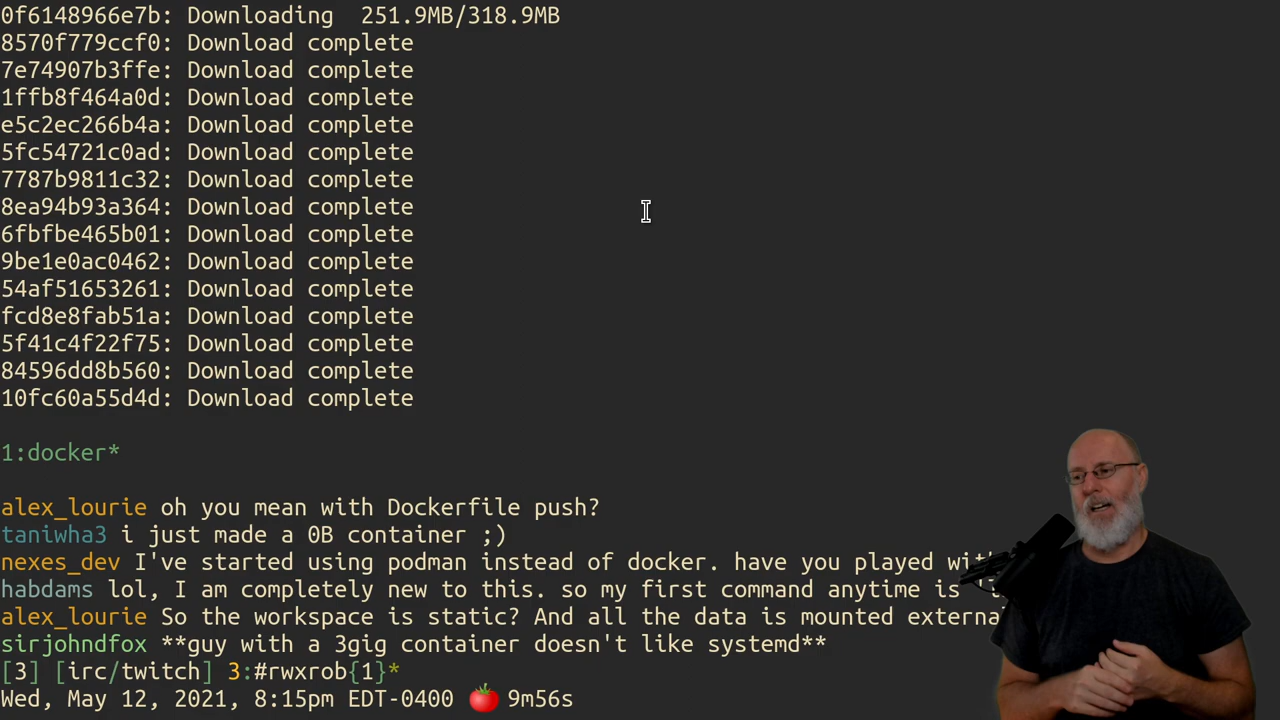 0f6148966e7b: Downloading  251.9MB/318.9MB
8570f779ccf0: Download complete
7e74907b3ffe: Download complete
1ffb8f464a0d: Download complete
e5c2ec266b4a: Download complete
5fc54721c0ad: Download complete
7787b9811c32: Download complete
8ea94b93a364: Download complete
6fbfbe465b01: Download complete
9be1e0ac0462: Download complete
54af51653261: Download complete
fcd8e8fab51a: Download complete
5f41c4f22f75: Download complete
84596dd8b560: Download complete
10fc60a55d4d: Download complete
1:docker*
alex_lourie oh you mean with Dockerfile push?
taniwha3 i just made a 0B container ;)
nexes_dev I've started using podman instead of docker. have you played
habdams lol, I am completely new to this. so my first command anytime is
alex_lourie So the workspace is static? And all the data is mounted
sirjohndfox **guy with a 3gig container doesn't like systemd**
[3] [irc/twitch] 3:#rwxrob{1}*
Wed, May 12, 2021, 8:15pm EDT-0400 🍅 9m56s